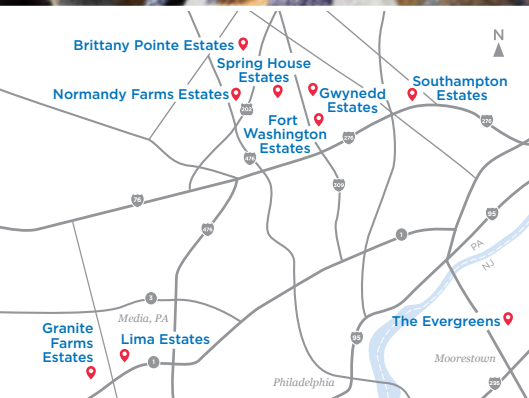 N
Brittany Pointe Estates
Spring House
Estates
Normandy Farms Estates
Gwynedd
Estates
Southampton
Estates
Fort
Washington
Estates
202
276
276
476
309
76
476
95
1
PA
NJ
3
Media, PA
Granite
Farms
Estates
Lima Estates
1
The Evergreens
95
Moorestown
Philadelphia
295